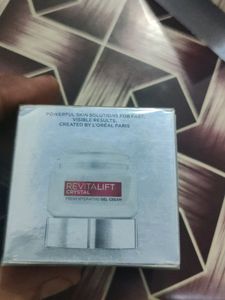 POWERFUL SKIN SOLUTIONS FOR FAST,
VISIBLE RESULTS.
CREATED BY L'ORÉAL PARIS
REVITALIFT
CRYSTAL
FRESH HYDRATING GEL CREAM